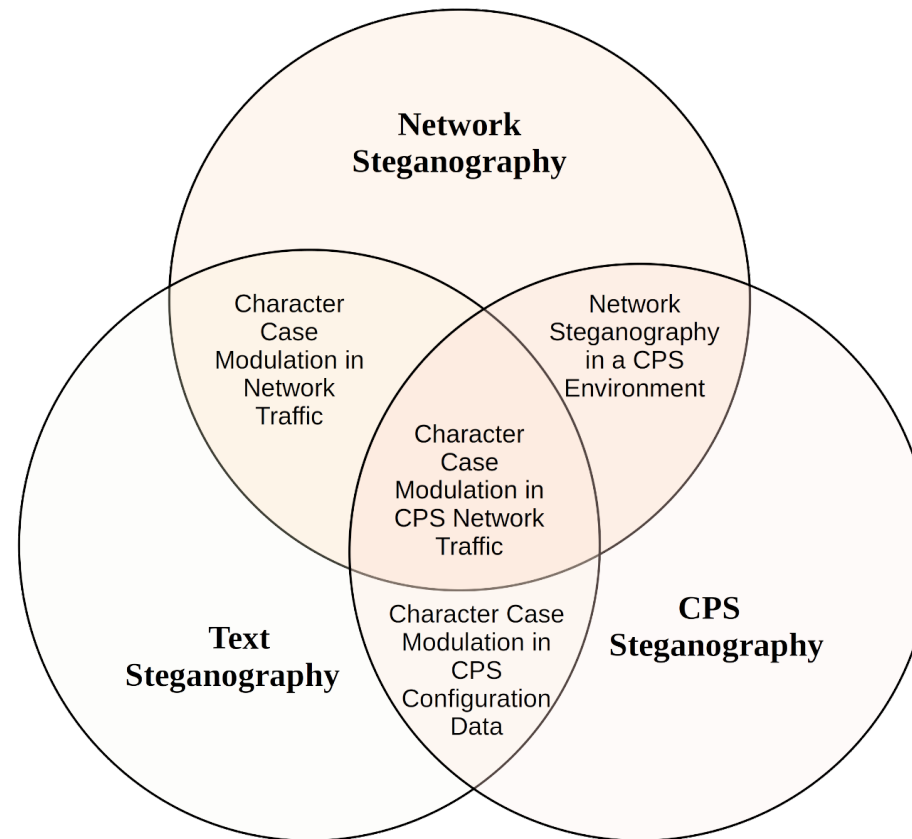 Network
Steganography
Character
Case
Modulation in
Network
Traffic
Network
Steganography
in a CPS
Environment
Character
Case
Modulation in
CPS Network
Traffic
Text
Steganography
Character Case
Modulation in
CPS
Configuration
Data
CPS
Steganography